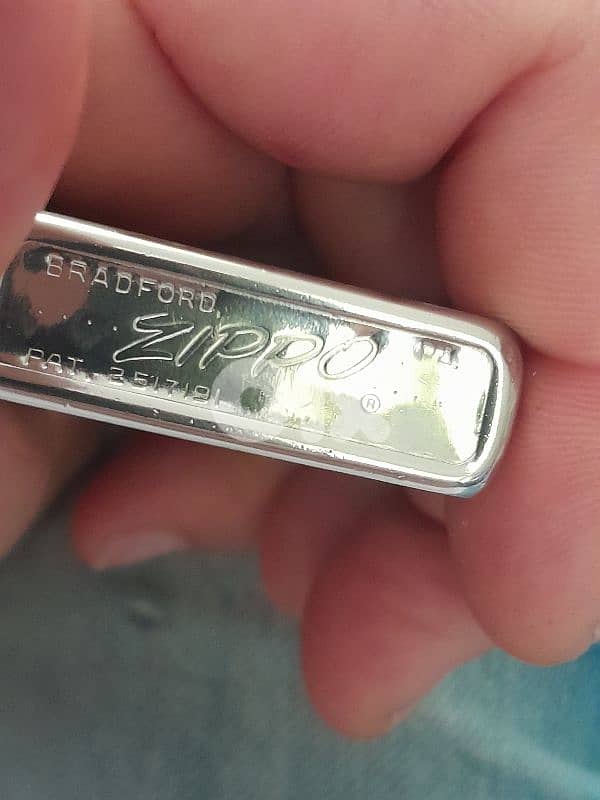 BRADFORD,
ZIPPO ®
PAT. 2517191